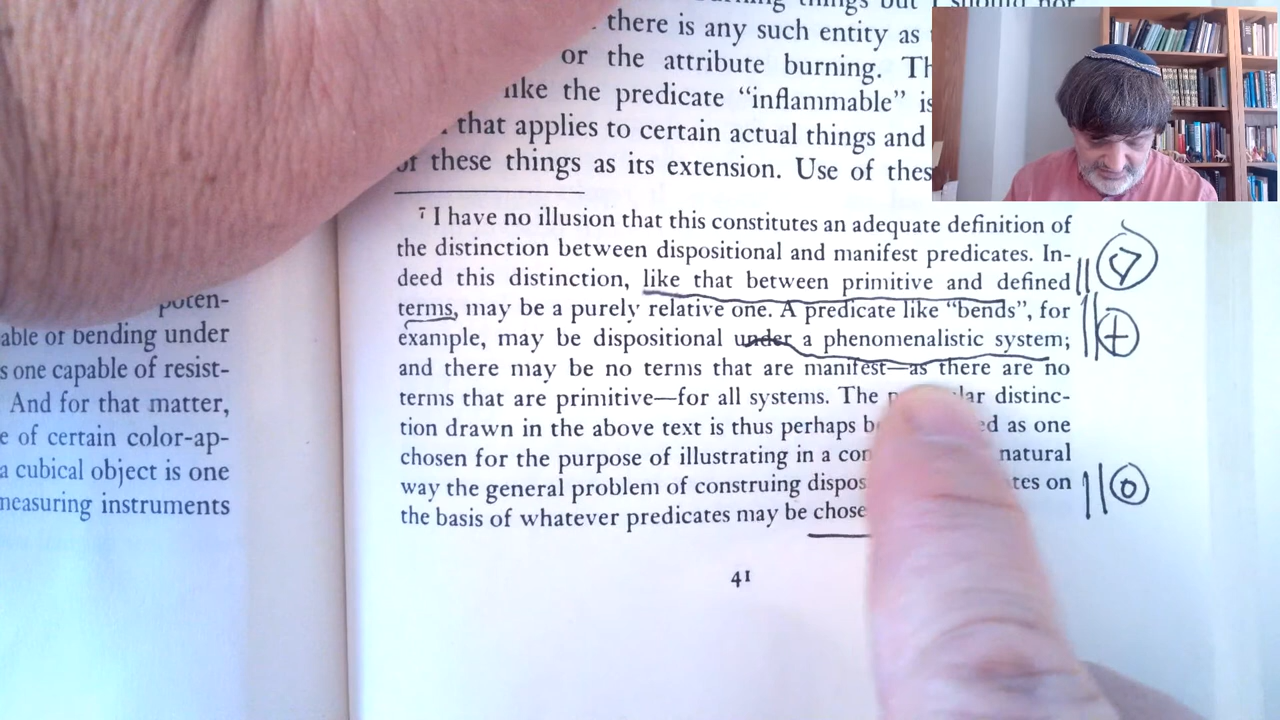 poten-
able or bending under
s one capable of resist-
And for that matter,
e of certain color-ap-
a cubical object is one
measuring instruments
there is any such entity as
or the attribute burning.
the predicate “inflammable” is
that applies to certain actual things and
of these things as its extension. Use of
7 I have no illusion that this constitutes an adequate definition of
the distinction between dispositional and manifest predicates. In-
deed this distinction, like that between primitive and defined
terms, may be a purely relative one. A predicate like “bends”, for
example, may be dispositional under a phenomenalistic system;
and there may be no terms that are manifest—as there are no
terms that are primitive—for all systems. The distinc-
tion drawn in the above text is thus perhaps as one
chosen for the purpose of illustrating in a natural
way the general problem of construing on
the basis of whatever predicates may be
41